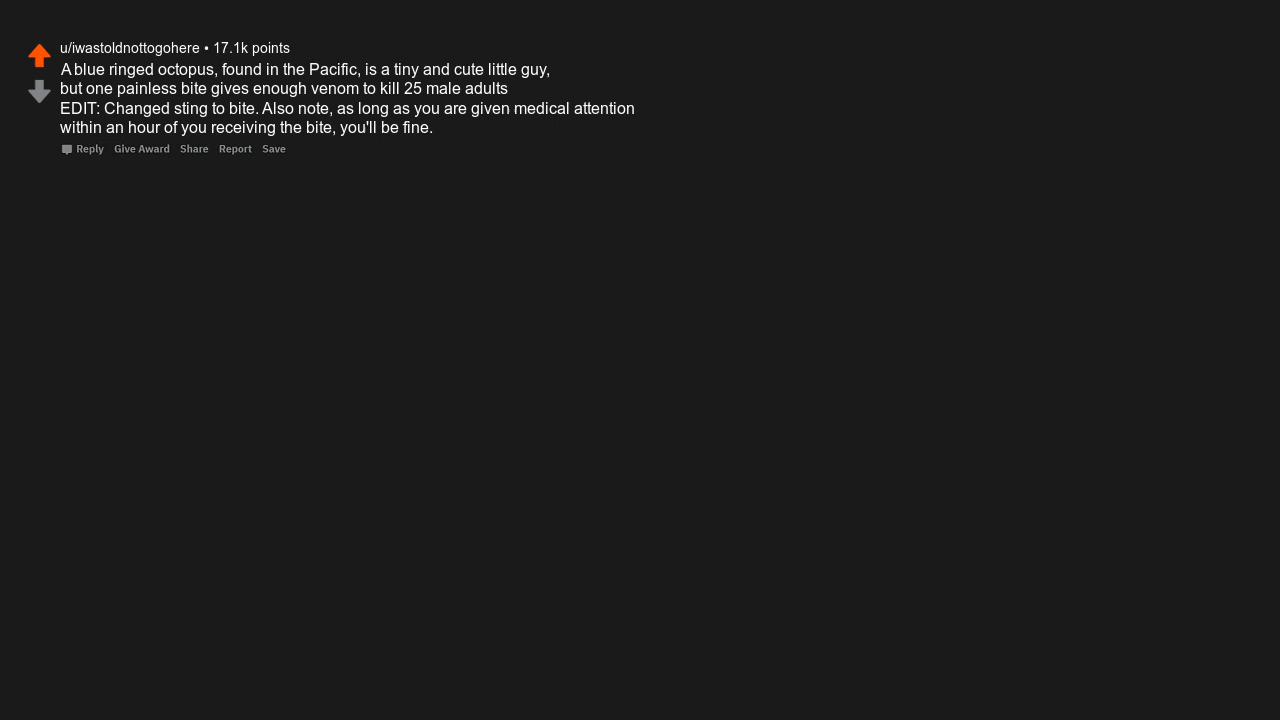 u/iwastoldnottogohere • 17.1k points
A blue ringed octopus, found in the Pacific, is a tiny and cute little guy,
but one painless bite gives enough venom to kill 25 male adults
EDIT: Changed sting to bite. Also note, as long as you are given medical attention
within an hour of you receiving the bite, you'll be fine.
Reply Give Award Share Report Save